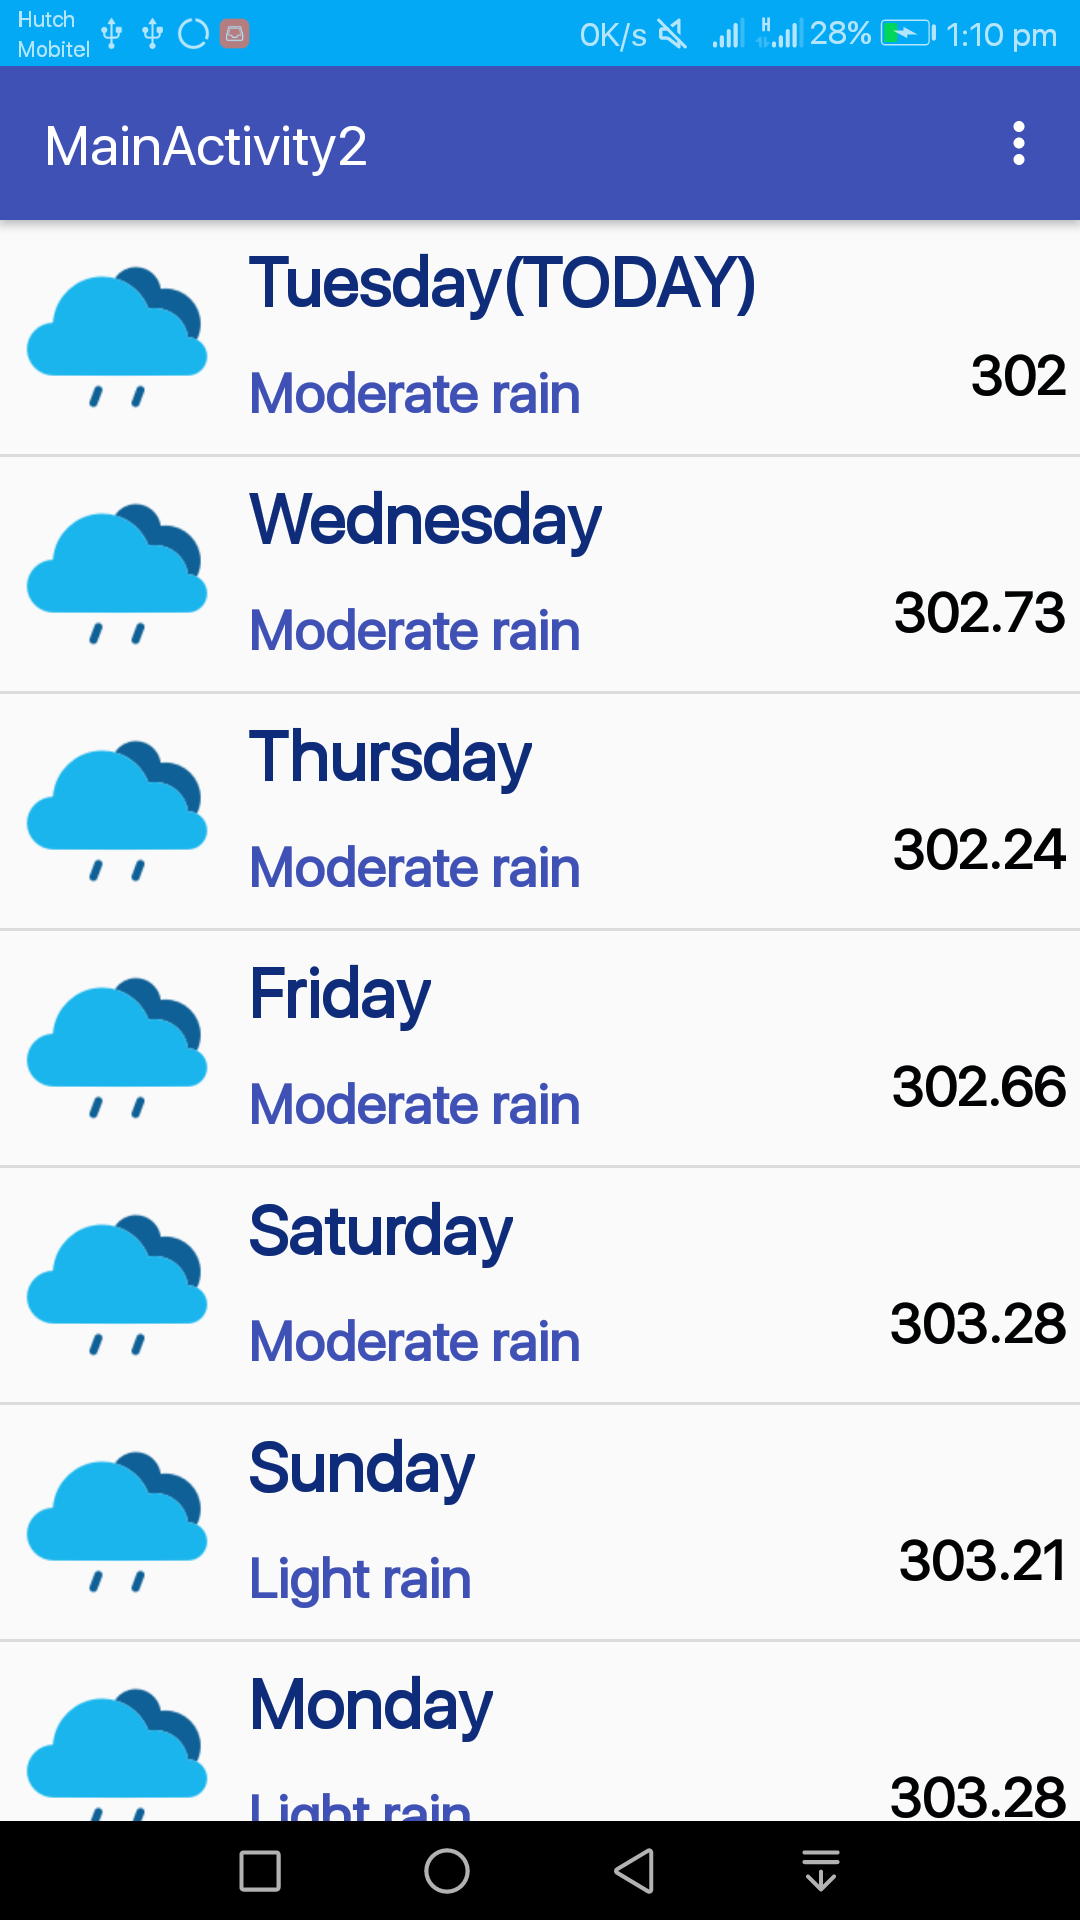 Hutch
Mobitel
0K/s
H
28%
1:10 pm
MainActivity2
Tuesday(TODAY)
Moderate rain
302
Wednesday
Moderate rain
302.73
Thursday
Moderate rain
302.24
Friday
Moderate rain
302.66
Saturday
Moderate rain
303.28
Sunday
Light rain
303.21
Monday
Light rain
303.28